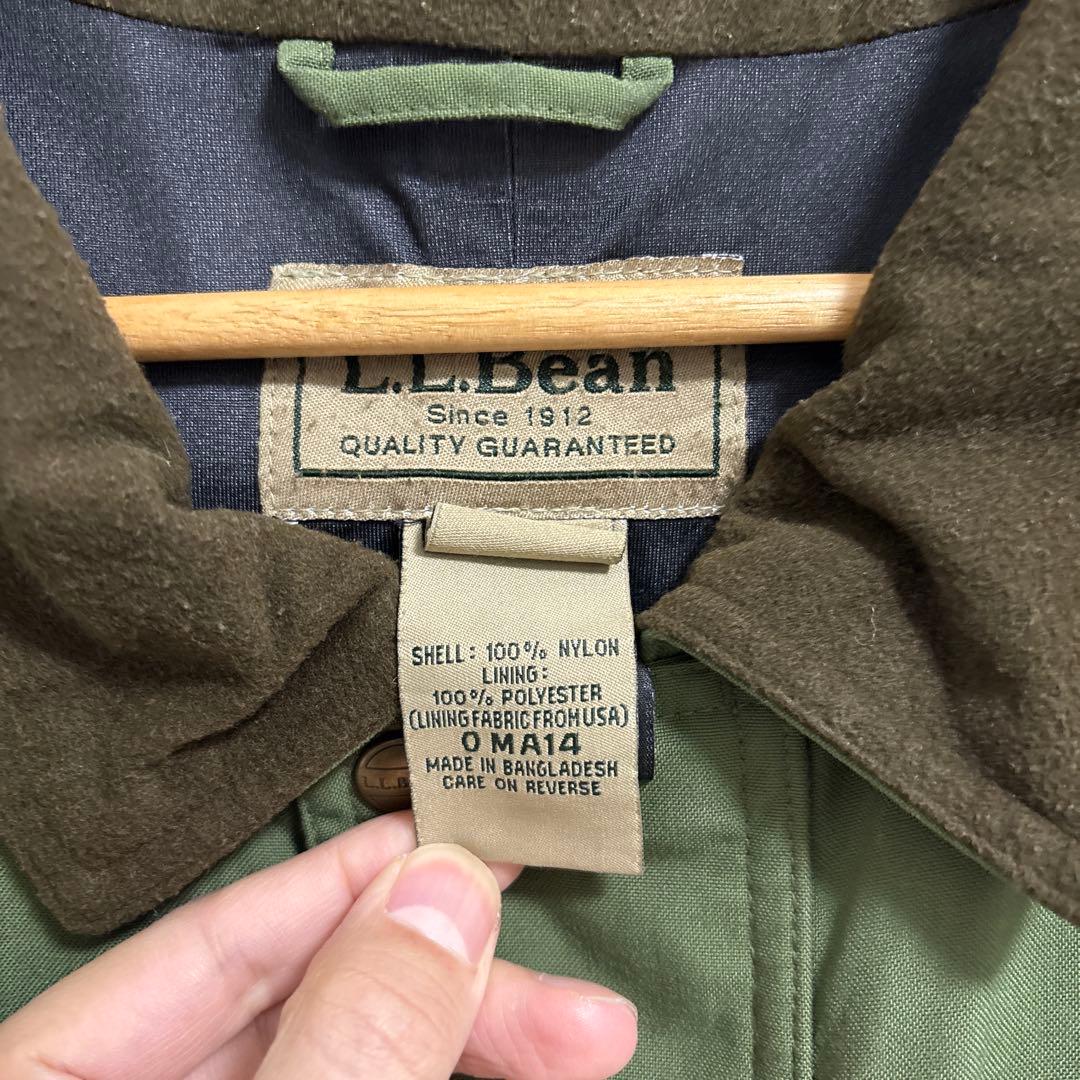 L.L.Bean
Since 1912
QUALITY GUARANTEED
SHELL: 100% NYLON
LINING:
100% POLYESTER
(LINING FABRIC FROM USA)
0 MA14
MADE IN BANGLADESH
CARE ON REVERSE
L.L.Bean